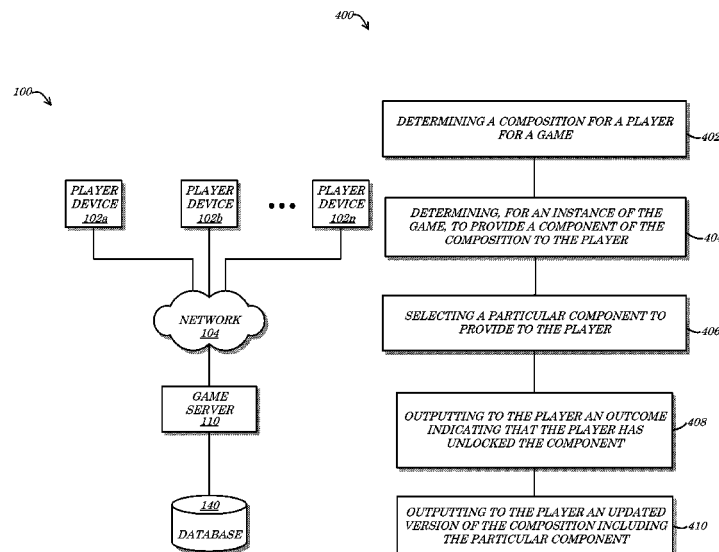 400
100
PLAYER
DEVICE
102a
PLAYER
DEVICE
102b
PLAYER
DEVICE
102n
NETWORK
104
GAME
SERVER
110
140
DATABASE
DETERMINING A COMPOSITION FOR A PLAYER
FOR A GAME
402
DETERMINING, FOR AN INSTANCE OF THE
GAME, TO PROVIDE A COMPONENT OF THE
COMPOSITION TO THE PLAYER
404
SELECTING A PARTICULAR COMPONENT TO
PROVIDE TO THE PLAYER
406
OUTPUTTING TO THE PLAYER AN OUTCOME
INDICATING THAT THE PLAYER HAS
UNLOCKED THE COMPONENT
408
OUTPUTTING TO THE PLAYER AN UPDATED
VERSION OF THE COMPOSITION INCLUDING
THE PARTICULAR COMPONENT
410